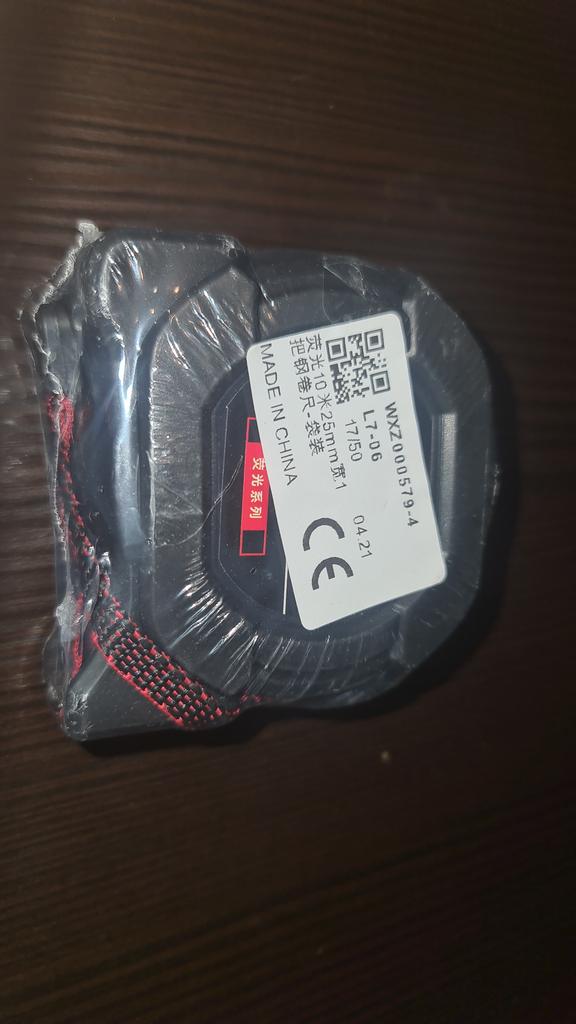 WXZ000579-4
L7-06
17/50
04.21
荧光10米25mm宽1
把钢卷尺-袋装
MADE IN CHINA
CE
荧光系列